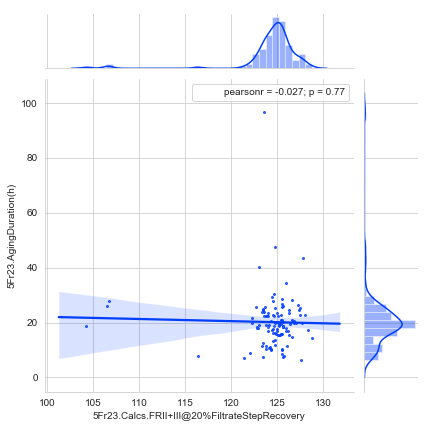 pearsonr = -0.027; p = 0.77
100
80
60
40
20
0
5Fr23.AgingDuration(h)
100 105 110 115 120 125 130
5Fr23.Calcs.FRII+III@20%FiltrateStepRecovery